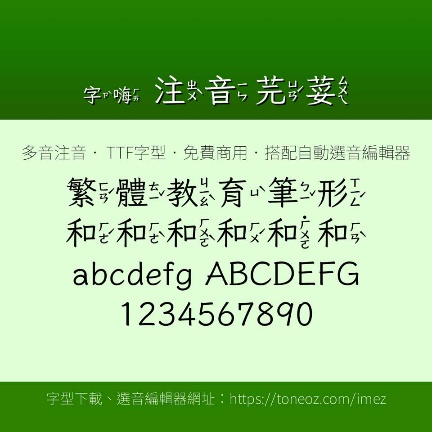 字嗨 注音芫荽
多音注音．TTF字型．免費商用．搭配自動選音編輯器
繁體教育筆形
和和和和和和
abcdefg ABCDEFG
1234567890
字型下載、選音編輯器網址：https://toneoz.com/imez